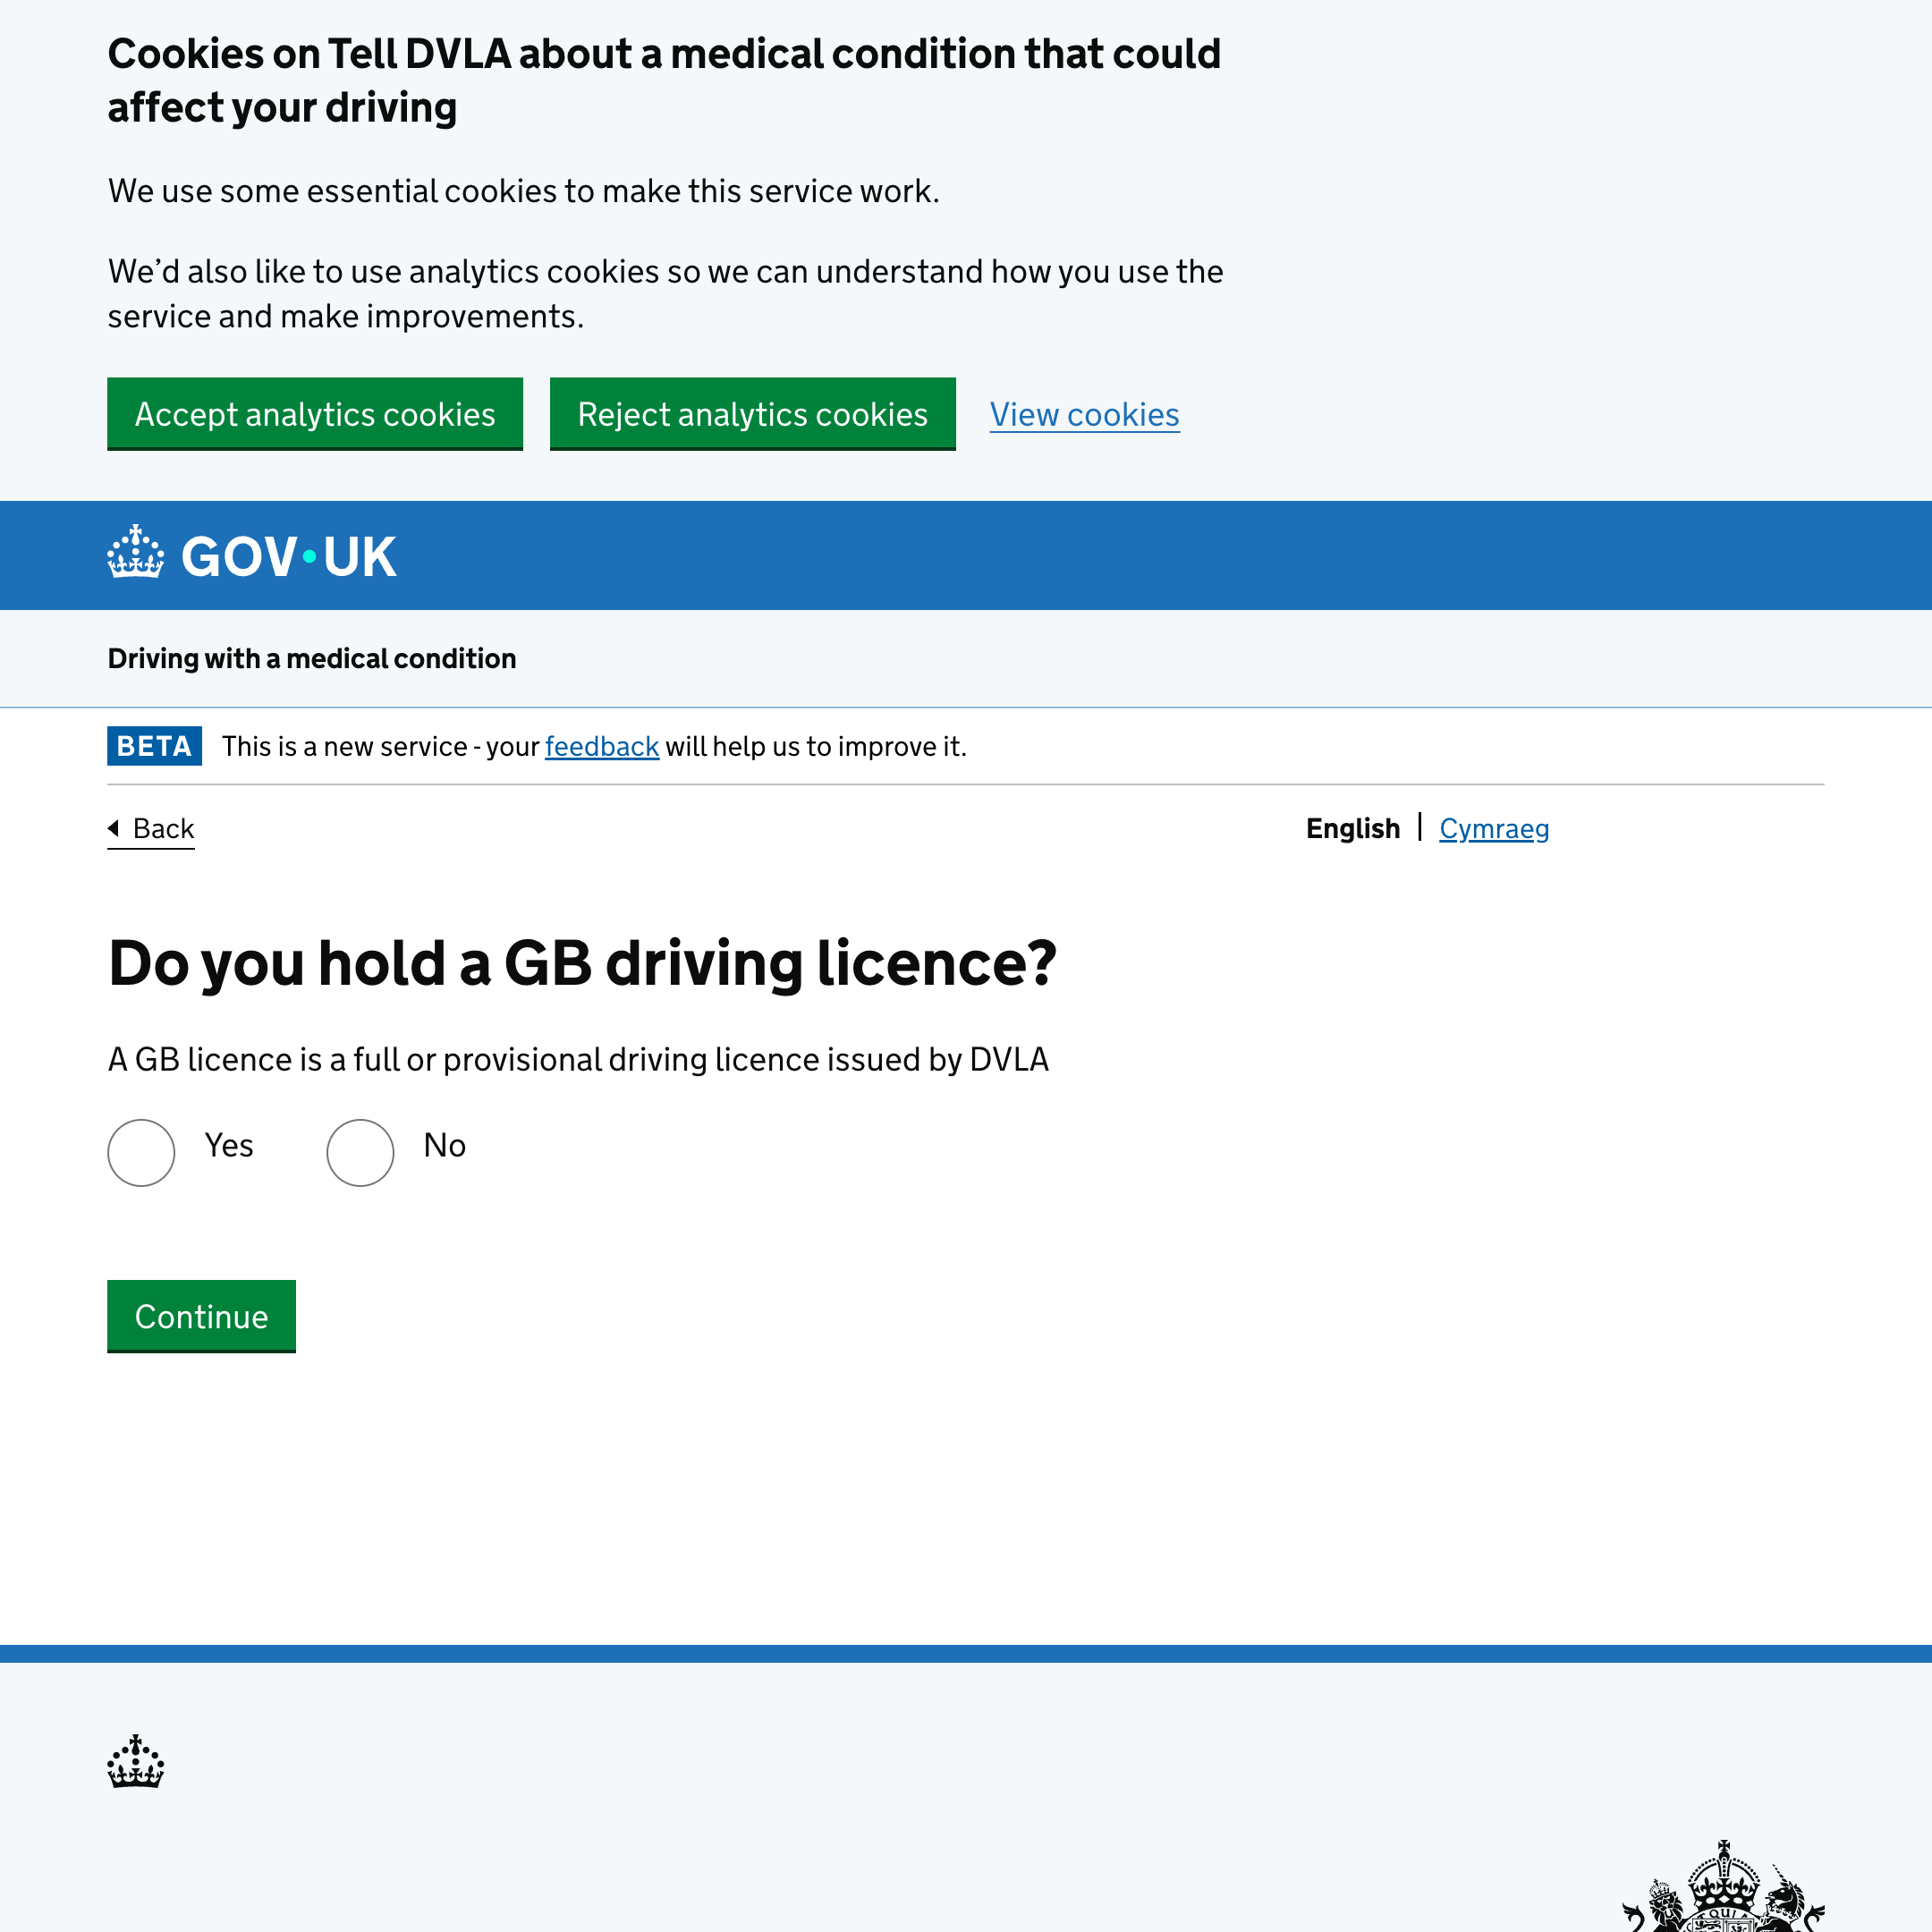 Cookies on Tell DVLA about a medical condition that could
affect your driving
We use some essential cookies to make this service work.
We’d also like to use analytics cookies so we can understand how you use the
service and make improvements.
Accept analytics cookies Reject analytics cookies View cookies
GOV·UK
Driving with a medical condition
BETA This is a new service - your feedback will help us to improve it.
Back English | Cymraeg
Do you hold a GB driving licence?
A GB licence is a full or provisional driving licence issued by DVLA
Yes No
Continue